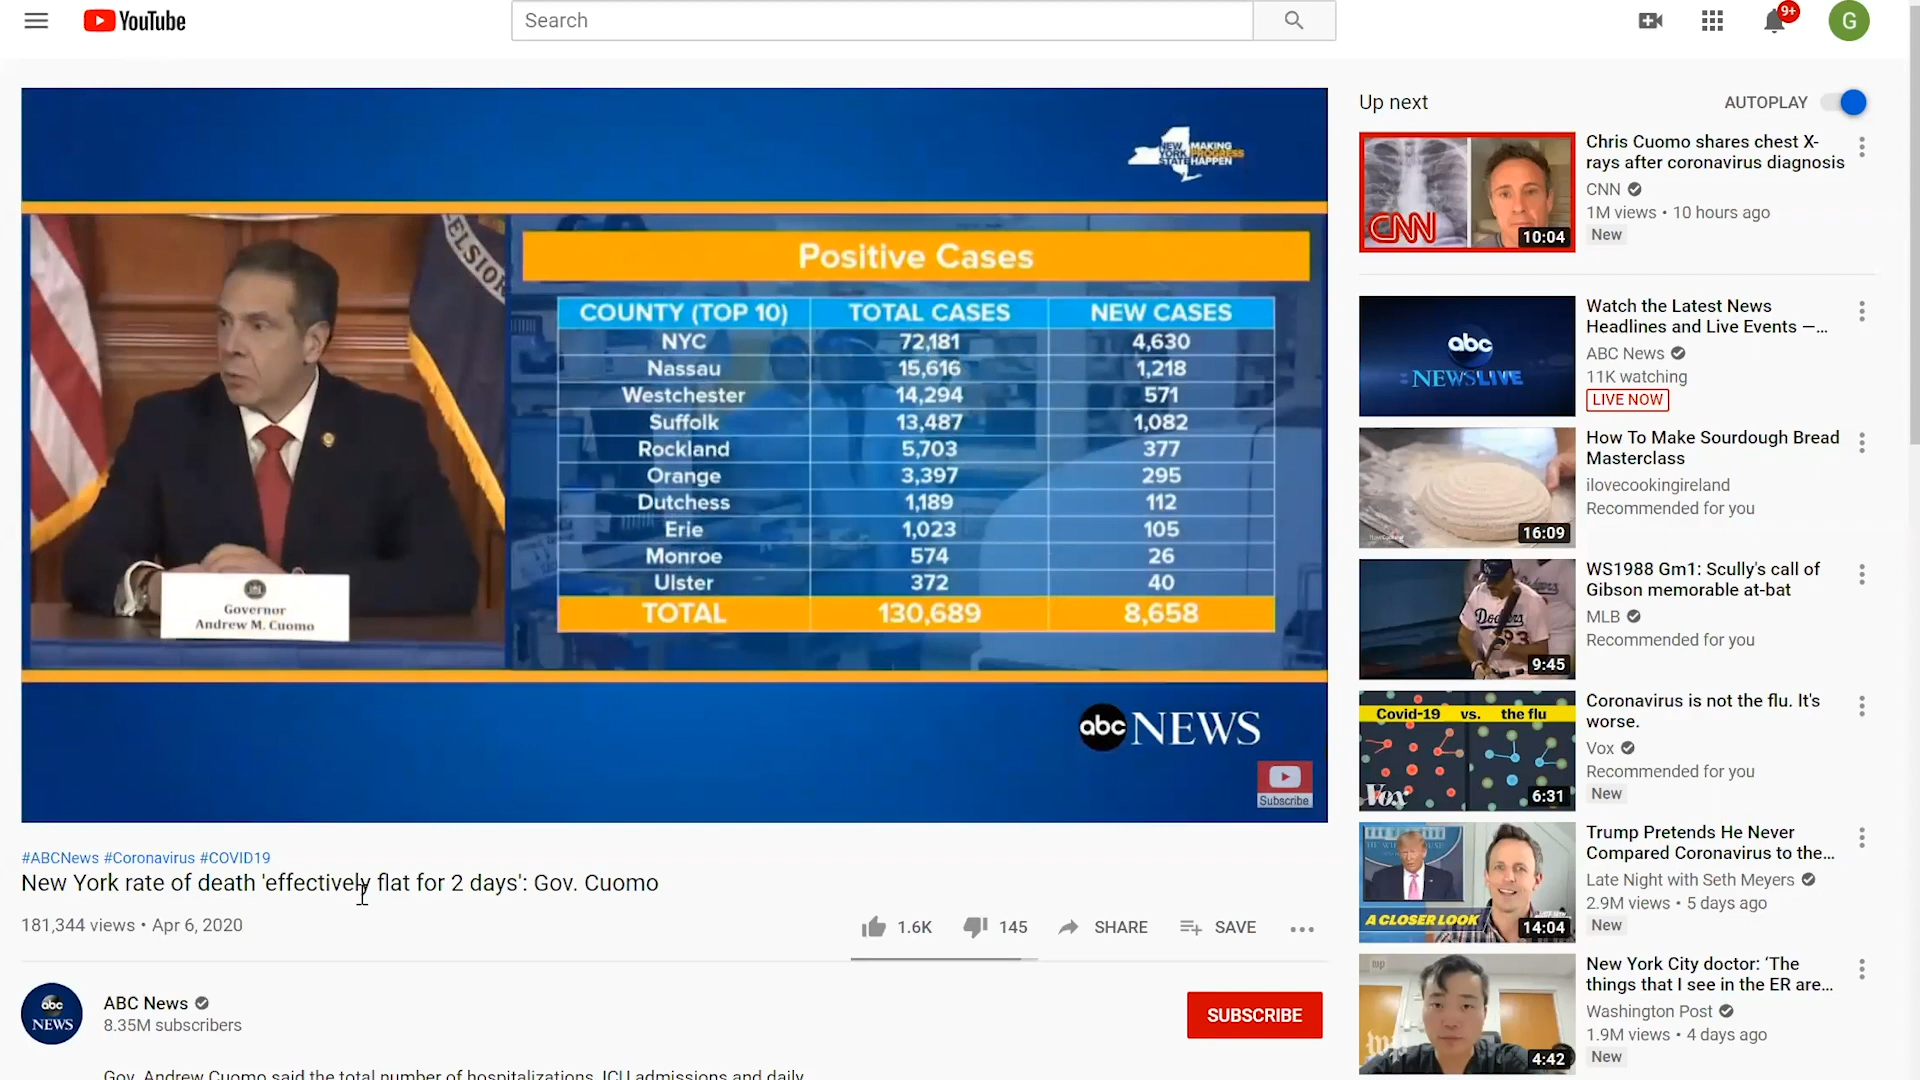 YouTube
Search
9+
G
NEW YORK STATE
MAKING PROGRESS HAPPEN
ELSIOR
Governor
Andrew M. Cuomo
Positive Cases
COUNTY (TOP 10) TOTAL CASES NEW CASES
NYC 72,181 4,630
Nassau 15,616 1,218
Westchester 14,294 571
Suffolk 13,487 1,082
Rockland 5,703 377
Orange 3,397 295
Dutchess 1,189 112
Erie 1,023 105
Monroe 574 26
Ulster 372 40
TOTAL 130,689 8,658
abc NEWS
Subscribe
#ABCNews #Coronavirus #COVID19
New York rate of death 'effectively flat for 2 days': Gov. Cuomo
181,344 views • Apr 6, 2020
1.6K 145 SHARE SAVE
abc NEWS
ABC News
8.35M subscribers
SUBSCRIBE
Gov. Andrew Cuomo said the total number of hospitalizations, ICU admissions and daily
Up next AUTOPLAY
CNN
10:04
Chris Cuomo shares chest X-
rays after coronavirus diagnosis
CNN
1M views • 10 hours ago
New
abc
NEWSLIVE
Watch the Latest News
Headlines and Live Events —...
ABC News
11K watching
LIVE NOW
16:09
How To Make Sourdough Bread
Masterclass
ilovecookingireland
Recommended for you
Dodgers
23
9:45
WS1988 Gm1: Scully's call of
Gibson memorable at-bat
MLB
Recommended for you
Covid-19 vs. the flu
Vox
6:31
Coronavirus is not the flu. It's
worse.
Vox
Recommended for you
New
A CLOSER LOOK
14:04
Trump Pretends He Never
Compared Coronavirus to the...
Late Night with Seth Meyers
2.9M views • 5 days ago
New
wp
wp
4:42
New York City doctor: ‘The
things that I see in the ER are...
Washington Post
1.9M views • 4 days ago
New